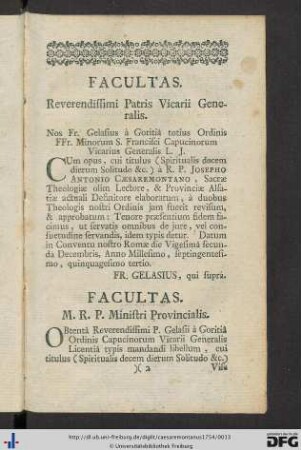 FACULTAS.
Reverendissimi Patris Vicarii Gene-
ralis.
Nos Fr. Gelasius à Goritiâ totius Ordinis
FFr. Minorum S. Francisci Capucinorum
Vicarius Generalis L. J.
CUm opus, cui titulus (Spiritualis decem
dierum Solitudo &c.) à R. P. JOSEPHO
ANTONIO CÆSAREMONTANO, Sacræ
Theologiæ olim Lectore, & Provinciæ Alsa-
tiæ actuali Definitore elaboratum, à duobus
Theologis nostri Ordinis jam fuerit revisum,
& approbatum: Tenore præsentium fidem fa-
cimus, ut servatis omnibus de jure, vel con-
suetudine servandis, idem typis detur. Datum
in Conventu nostro Romæ die Vigesimâ secun-
da Decembris, Anno Millesimo, septingentesi-
mo, quinquagesimo tertio.
FR. GELASIUS, qui suprà.
FACULTAS.
M. R. P. Ministri Provincialis.
OBtentâ Reverendissimi P. Gelasii à Goritiâ
Ordinis Capucinorum Vicarii Generalis
Licentiâ typis mandandi libellum, cui
titulus (Spiritualis decem dierum Solitudo &c.)
)( 2 Visâ
http://dl.ub.uni-freiburg.de/diglit/caesaremontanus1754/0013
© Universitätsbibliothek Freiburg
gefördert durch
DFG